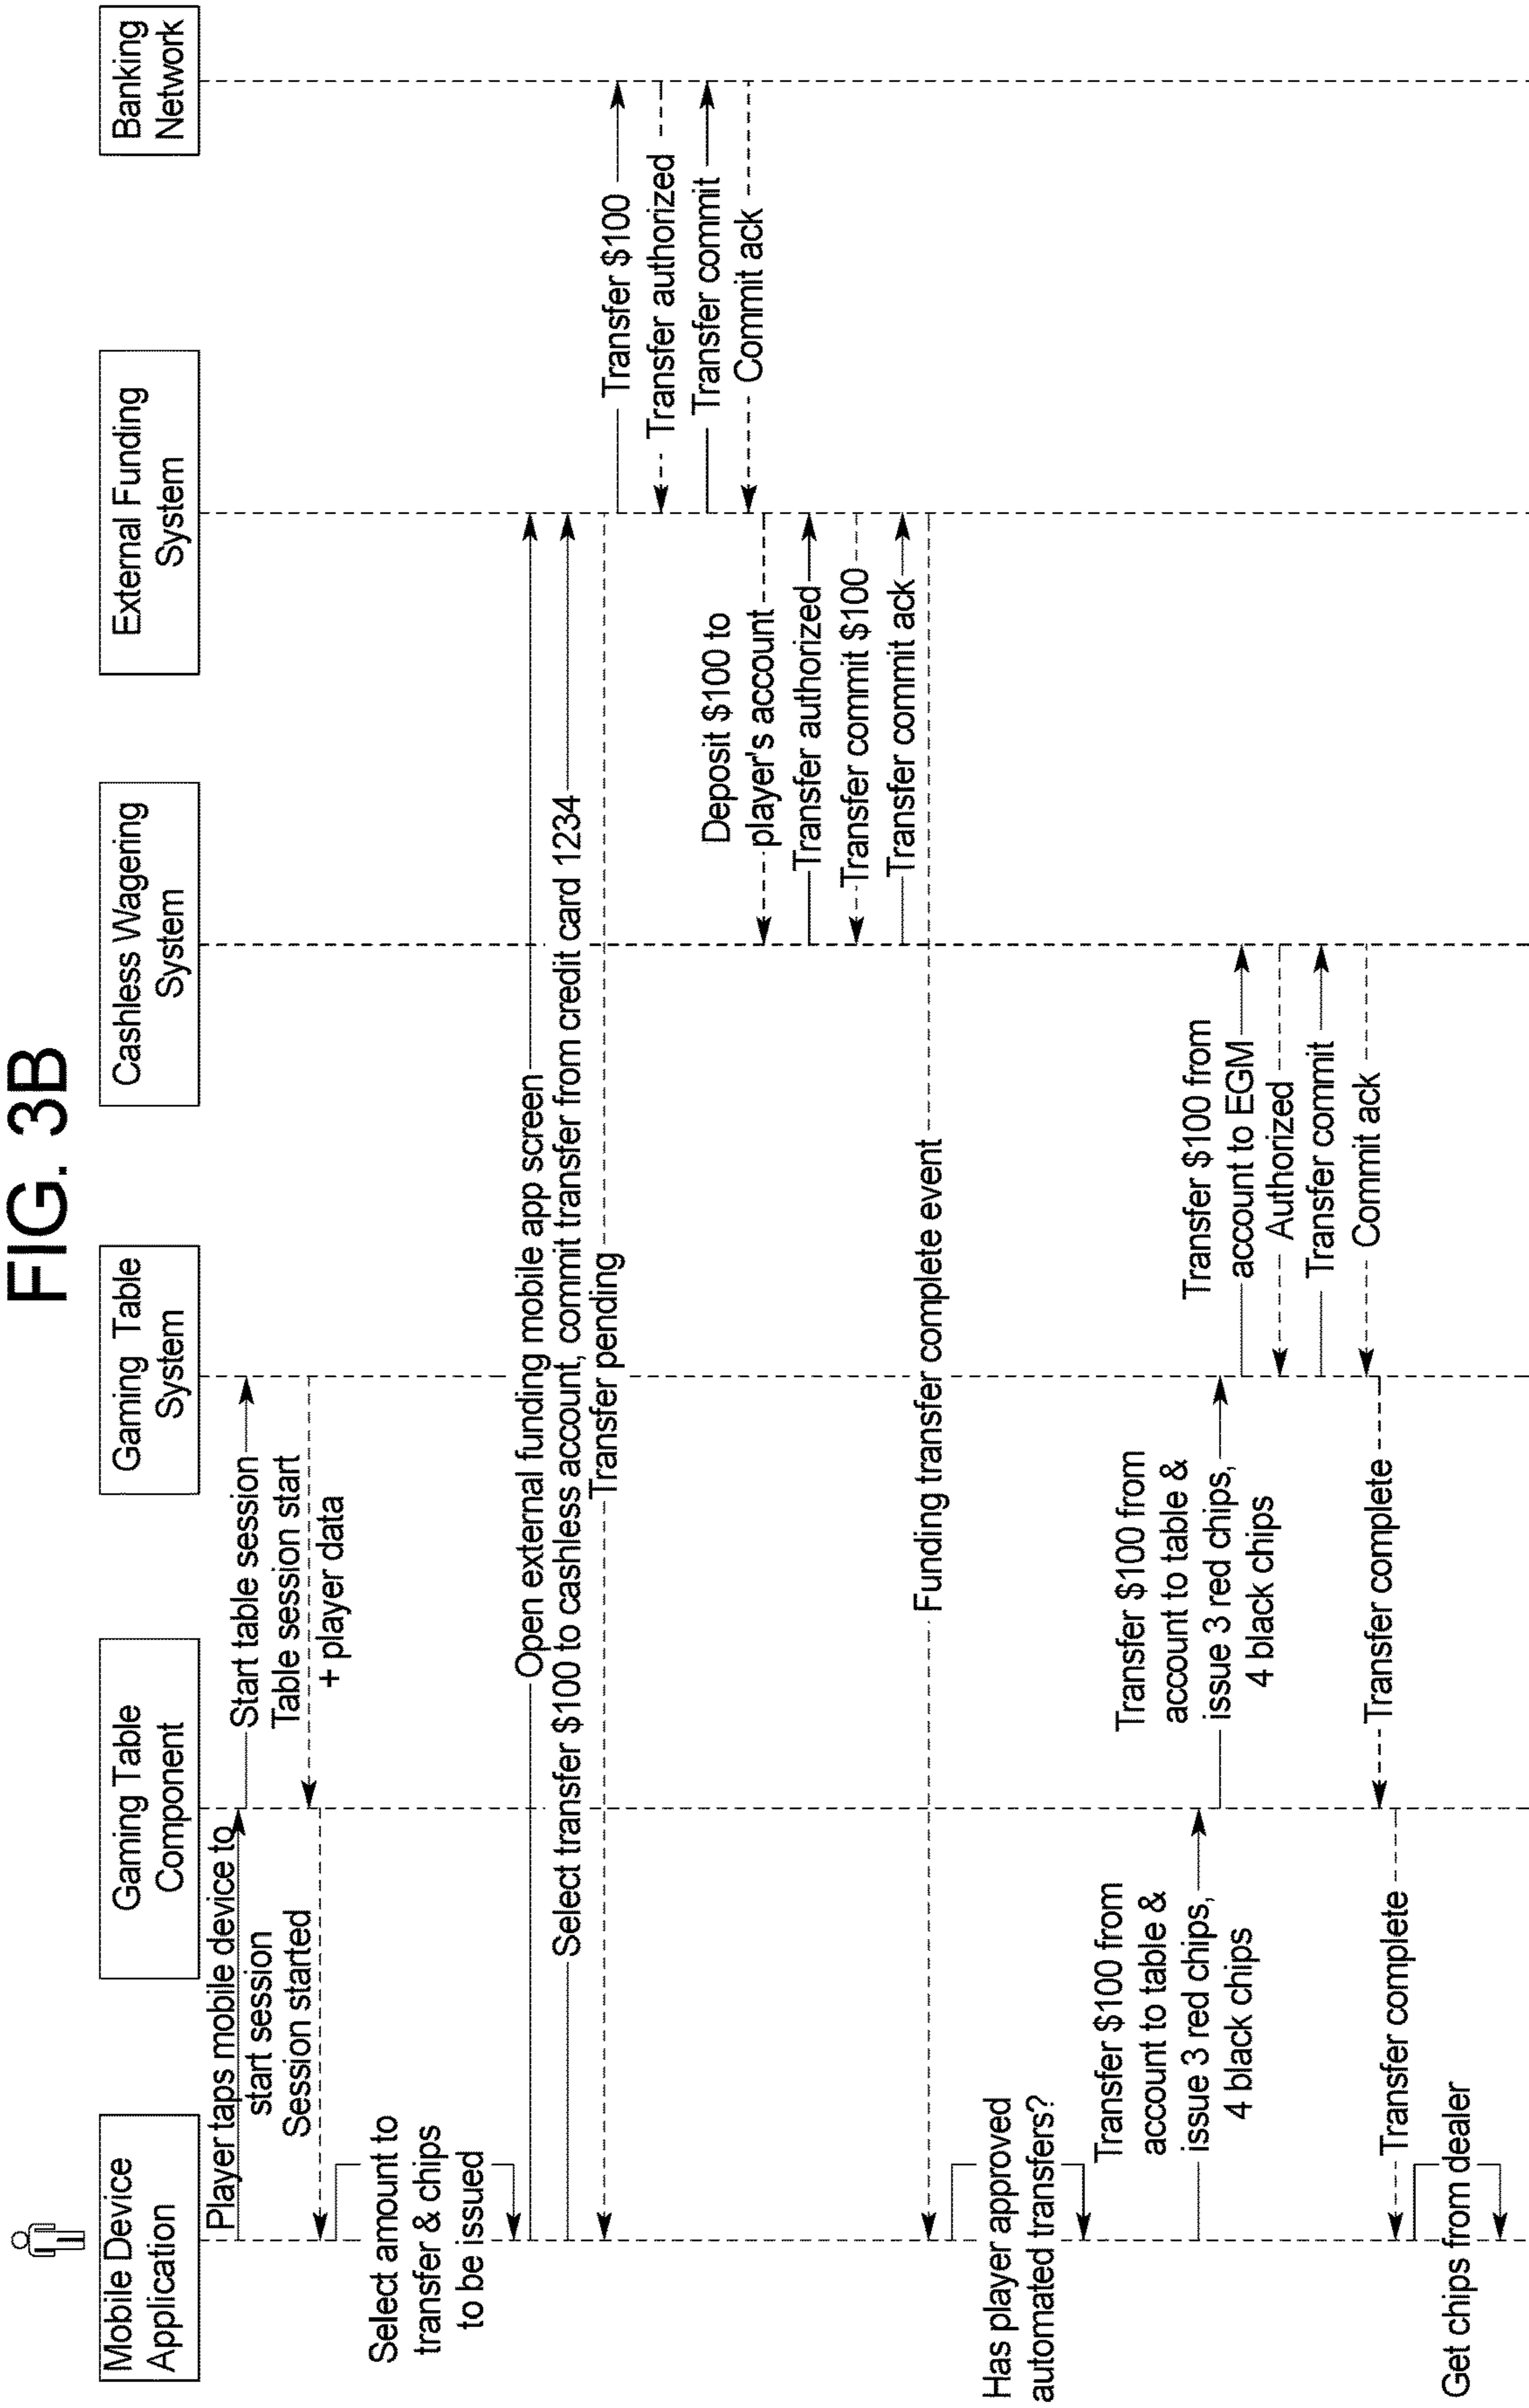 FIG. 3B
Mobile Device
Application
Gaming Table
Component
Gaming Table
System
Cashless Wagering
System
External Funding
System
Banking
Network
Player taps mobile device to
start session
Start table session
Table session start
+ player data
Session started
Select amount to
transfer & chips
to be issued
Open external funding mobile app screen
Select transfer $100 to cashless account, commit transfer from credit card 1234
Transfer pending
Transfer $100
Transfer authorized
Transfer commit
Commit ack
Deposit $100 to
player's account
Transfer authorized
Transfer commit $100
Transfer commit ack
Funding transfer complete event
Has player approved
automated transfers?
Transfer $100 from
account to table &
issue 3 red chips,
4 black chips
Transfer $100 from
account to table &
issue 3 red chips,
4 black chips
Transfer $100 from
account to EGM
Authorized
Transfer commit
Commit ack
Transfer complete
Transfer complete
Get chips from dealer